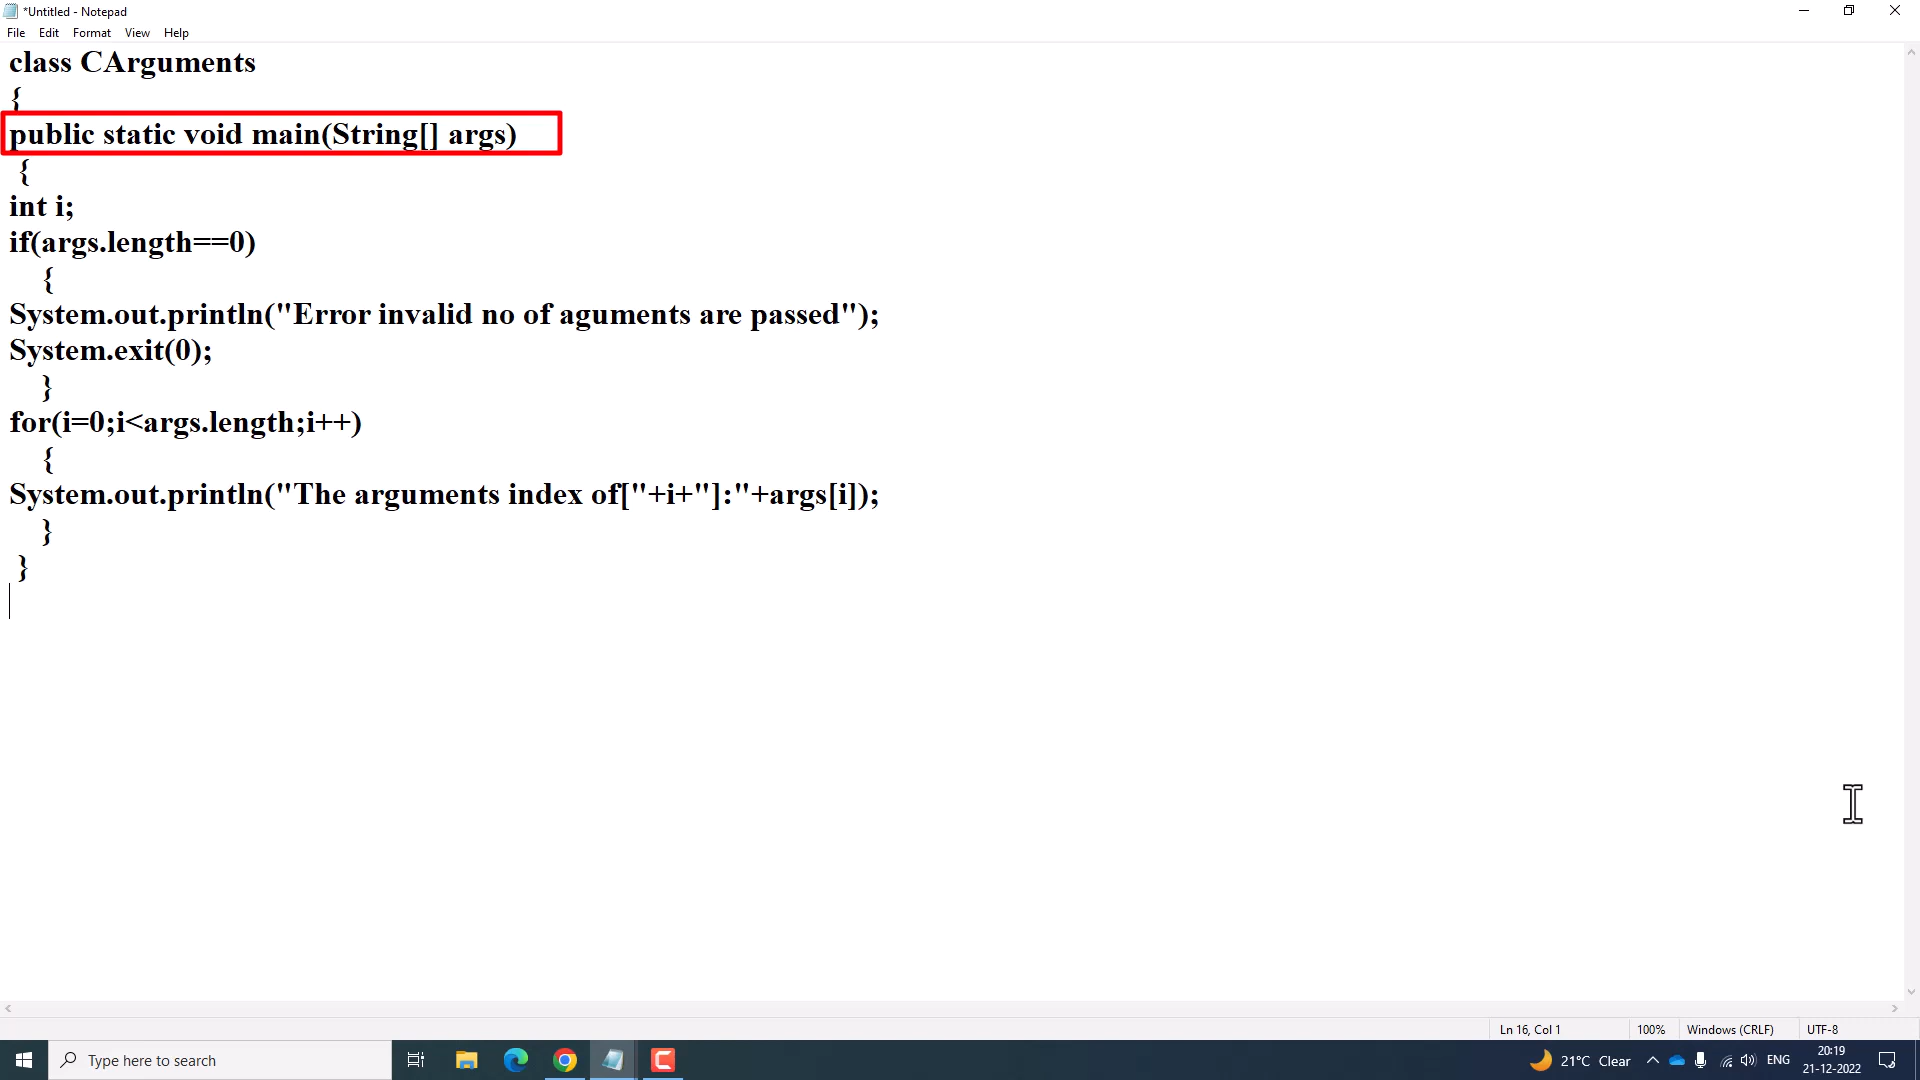 *Untitled - Notepad
File Edit Format View Help
class CArguments
{
public static void main(String[] args)
{
int i;
if(args.length==0)
{
System.out.println("Error invalid no of aguments are passed");
System.exit(0);
}
for(i=0;i<args.length;i++)
{
System.out.println("The arguments index of["+i+"]:"+args[i]);
}
}
Ln 16, Col 1 100% Windows (CRLF) UTF-8
Type here to search
21°C Clear ENG
20:19
21-12-2022